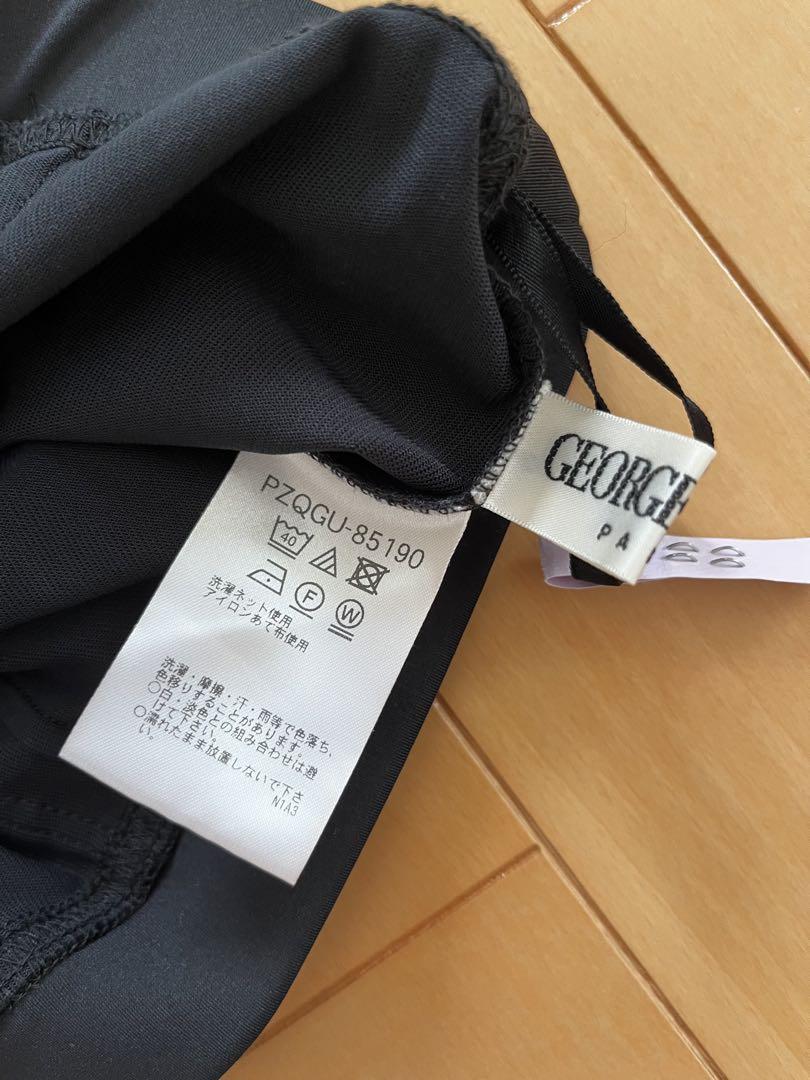 PZQGU-85190
40
F
W
洗濯ネット使用
アイロンあて布使用
洗濯・摩擦・汗・雨等で色落ち、
色移りすることがあります。
○白・淡色との組み合わせは避
けて下さい。
○濡れたまま放置しないで下さ
い。
N1A3
GEORGE
PA